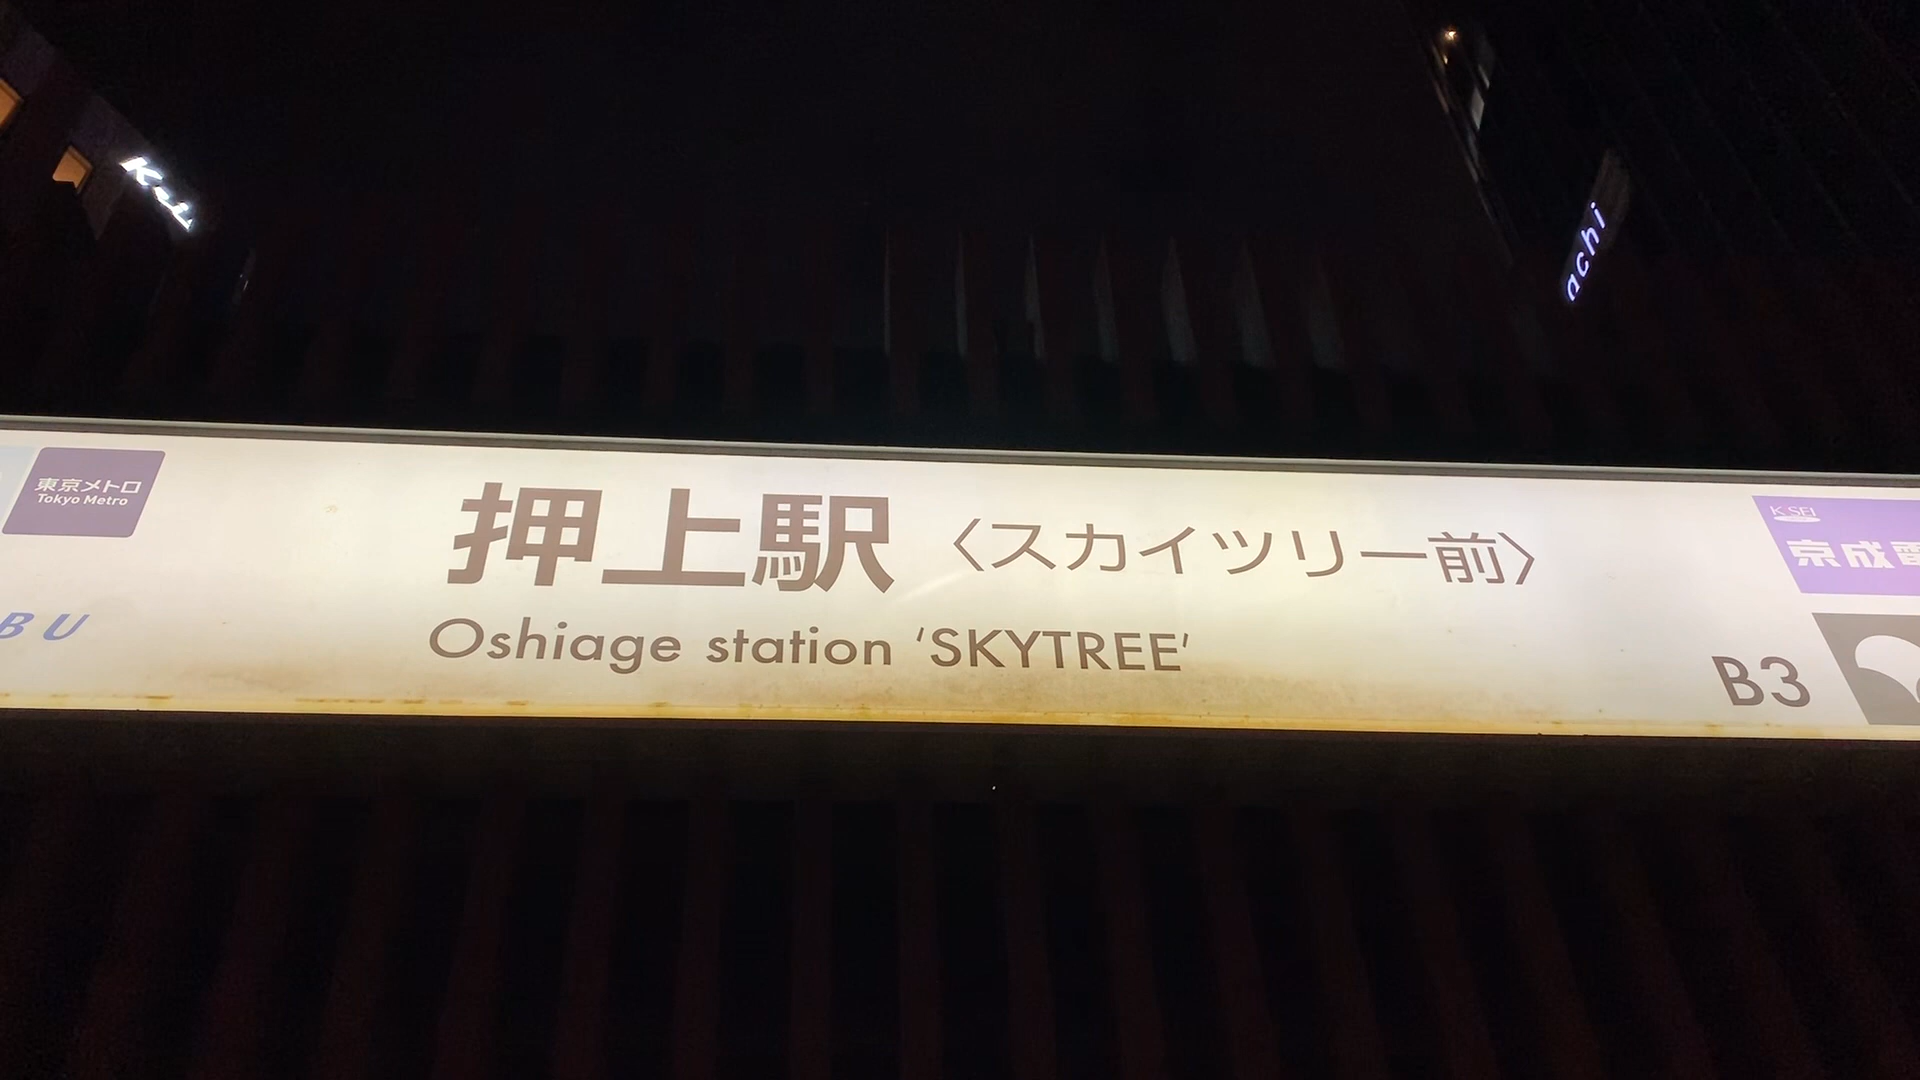 東京メトロ
Tokyo Metro
押上駅〈スカイツリー前〉
Oshiage station ‘SKYTREE’
B3
KSEI
京成電
BU
achi